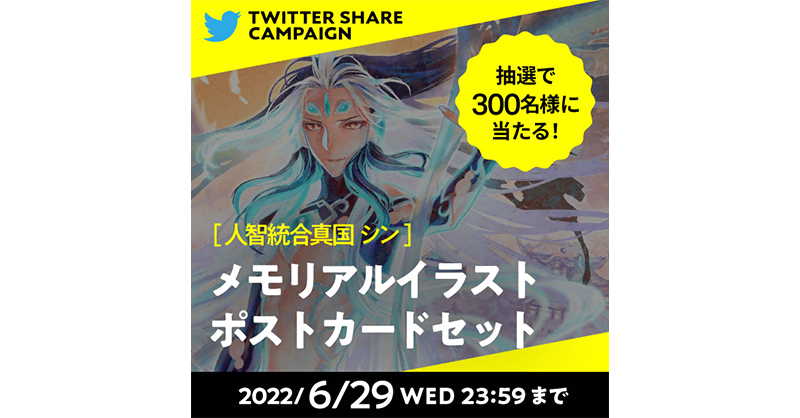 TWITTER SHARE
CAMPAIGN
抽選で
300名様に
当たる!
[人智統合真国 シン]
メモリアルイラスト
ポストカードセット
2022/6/29 WED 23:59まで